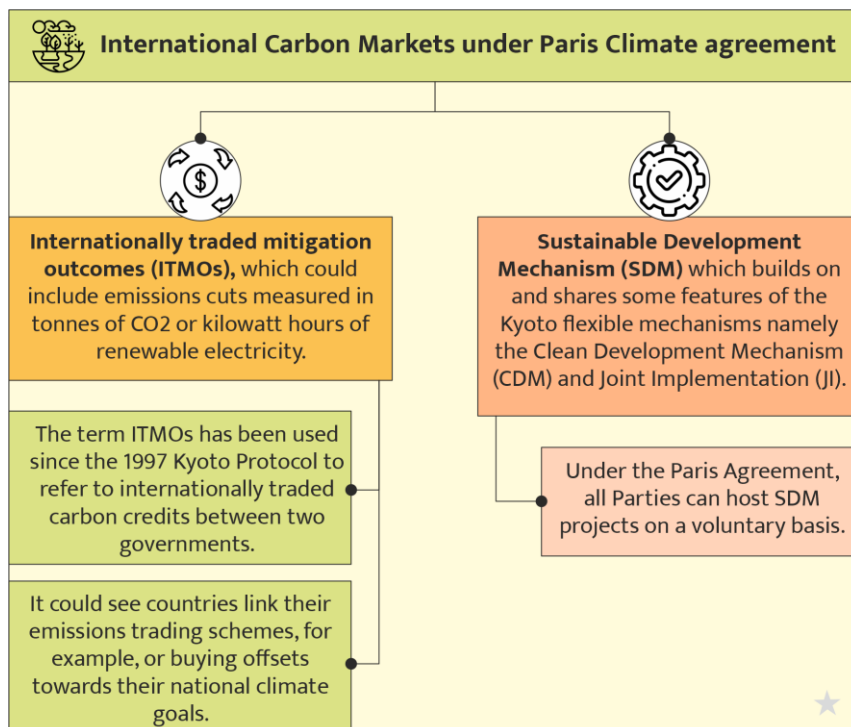 International Carbon Markets under Paris Climate agreement
$
Internationally traded mitigation
outcomes (ITMOs), which could
include emissions cuts measured in
tonnes of CO2 or kilowatt hours of
renewable electricity.
The term ITMOs has been used
since the 1997 Kyoto Protocol to
refer to internationally traded
carbon credits between two
governments.
It could see countries link their
emissions trading schemes, for
example, or buying offsets
towards their national climate
goals.
Sustainable Development
Mechanism (SDM) which builds on
and shares some features of the
Kyoto flexible mechanisms namely
the Clean Development Mechanism
(CDM) and Joint Implementation (JI).
Under the Paris Agreement,
all Parties can host SDM
projects on a voluntary basis.